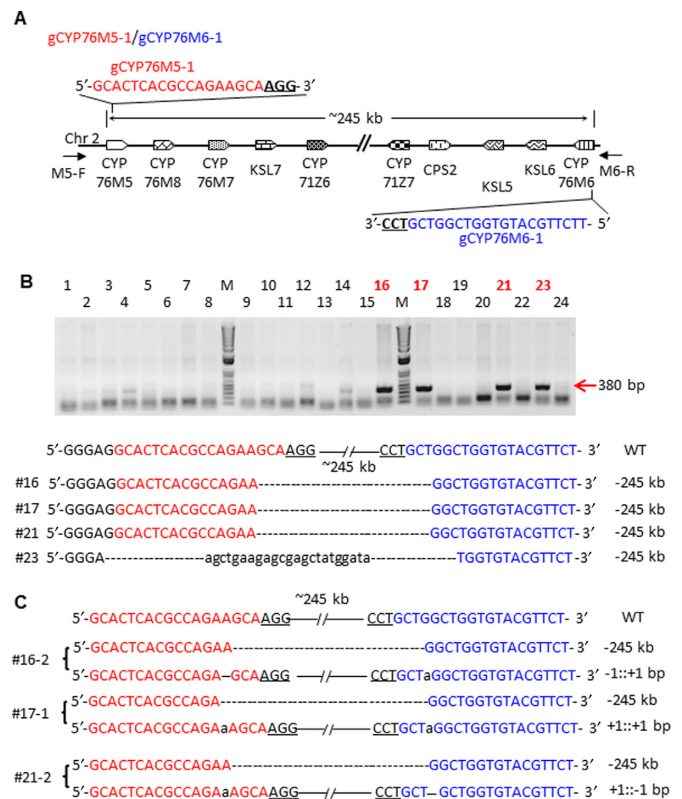 A
gCYP76M5-1/gCYP76M6-1
gCYP76M5-1
5′-GCACTCACGCCAGAAGCAAGG-3′
~245 kb
Chr 2
M5-F
CYP 76M5
CYP 76M8
CYP 76M7
KSL7
CYP 71Z6
CYP 71Z7
CPS2
KSL5
KSL6
CYP 76M6
M6-R
3′-CCTGCTGGCTGGTGTACGTTCTT- 5′
gCYP76M6-1
B
1 3 5 7 M 10 12 14 16 17 19 21 23
2 4 6 8 9 11 13 15 M 18 20 22 24
380 bp
5′-GGGAGGCACTCACGCCAGAAGCAAGG —//— CCTGCTGGCTGGTGTACGTTCT- 3′ WT
~245 kb
#16 5′-GGGAGGCACTCACGCCAGAA--------------------------GGCTGGTGTACGTTCT- 3′ -245 kb
#17 5′-GGGAGGCACTCACGCCAGAA--------------------------GGCTGGTGTACGTTCT- 3′ -245 kb
#21 5′-GGGAGGCACTCACGCCAGAA--------------------------GGCTGGTGTACGTTCT- 3′ -245 kb
#23 5′-GGGA---------------agctgaagagcgagctatggata-------------TGGTGTACGTTCT- 3′ -245 kb
C
~245 kb
5′-GCACTCACGCCAGAAGCAAGG—//—CCTGCTGGCTGGTGTACGTTCT- 3′ WT
#16-2
5′-GCACTCACGCCAGAA-----------------------------GGCTGGTGTACGTTCT- 3′ -245 kb
5′-GCACTCACGCCAGA–GCAAGG —//— CCTGCTaGGCTGGTGTACGTTCT- 3′ -1::+1 bp
#17-1
5′-GCACTCACGCCAGA-------------------------------GGCTGGTGTACGTTCT- 3′ -245 kb
5′-GCACTCACGCCAGAaAGCAAGG—//—CCTGCTaGGCTGGTGTACGTTCT- 3′ +1::+1 bp
#21-2
5′-GCACTCACGCCAGAA-----------------------------GGCTGGTGTACGTTCT- 3′ -245 kb
5′-GCACTCACGCCAGAaAGCAAGG—//—CCTGCT–GCTGGTGTACGTTCT- 3′ +1::-1 bp